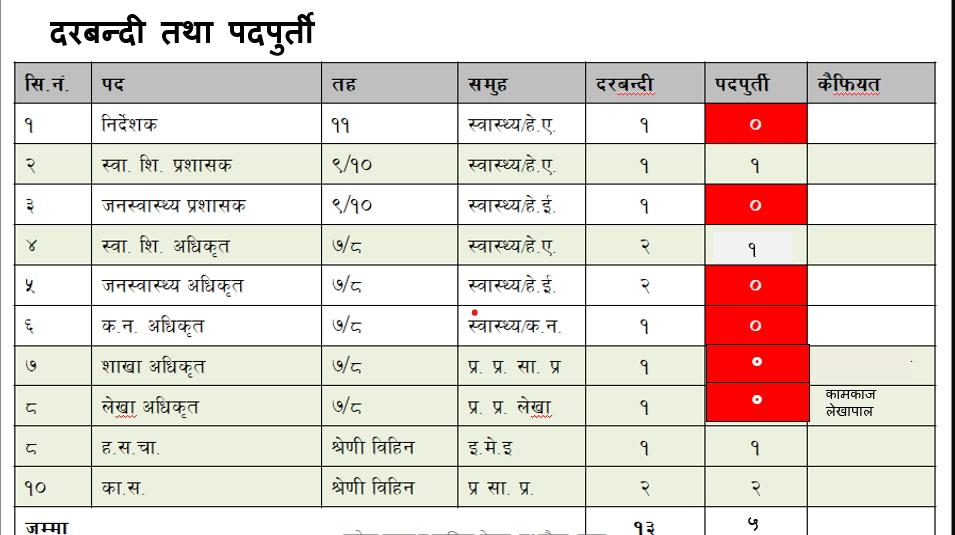 दरबन्दी तथा पदपुर्ती
सि.नं. पद तह समुह दरबन्दी पदपुर्ती कैफियत
१ निर्देशक ११ स्वास्थ्य/हे.ए. १ ०
२ स्वा. शि. प्रशासक ९/१० स्वास्थ्य/हे.ए. १ १
३ जनस्वास्थ्य प्रशासक ९/१० स्वास्थ्य/हे.ई. १ ०
४ स्वा. शि. अधिकृत ७/८ स्वास्थ्य/हे.ए. २ १
५ जनस्वास्थ्य अधिकृत ७/८ स्वास्थ्य/हे.ई. २ ०
६ क.न. अधिकृत ७/८ स्वास्थ्य/क.न. १ ०
७ शाखा अधिकृत ७/८ प्र. प्र. सा. प्र १ ०
८ लेखा अधिकृत ७/८ प्र. प्र. लेखा १ ० कामकाज लेखापाल
८ ह.स.चा. श्रेणी विहिन इ.मे.इ १ १
१० का.स. श्रेणी विहिन प्र सा. प्र. २ २
जम्मा १३ ५